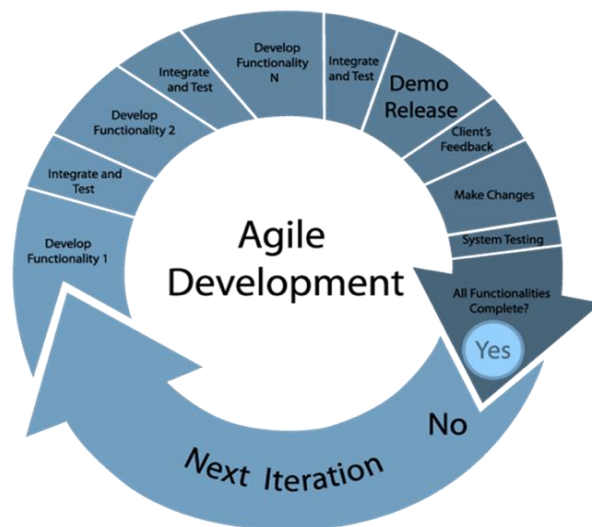 Develop
Functionality 1
Integrate and
Test
Develop
Functionality 2
Integrate
and Test
Develop
Functionality
N
Integrate
and Test
Demo
Release
Client's
Feedback
Make Changes
System Testing
All Functionalities
Complete?
Yes
No
Next Iteration
Agile
Development